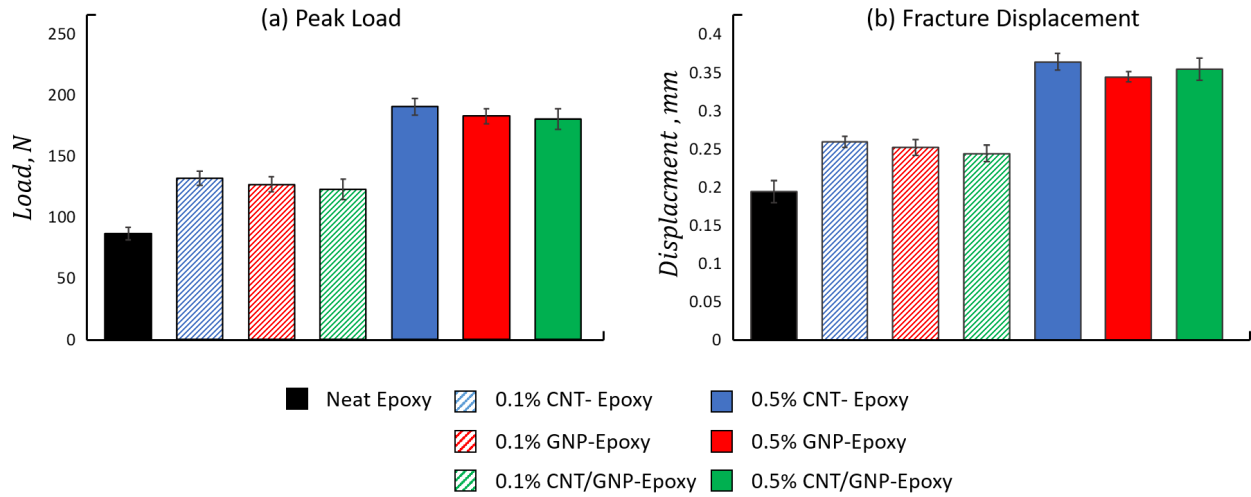 (a) Peak Load
250
200
150
100
50
0
Load, N
(b) Fracture Displacement
0.4
0.35
0.3
0.25
0.2
0.15
0.1
0.05
0
Displacment , mm
Neat Epoxy
0.1% CNT- Epoxy
0.5% CNT- Epoxy
0.1% GNP-Epoxy
0.5% GNP-Epoxy
0.1% CNT/GNP-Epoxy
0.5% CNT/GNP-Epoxy